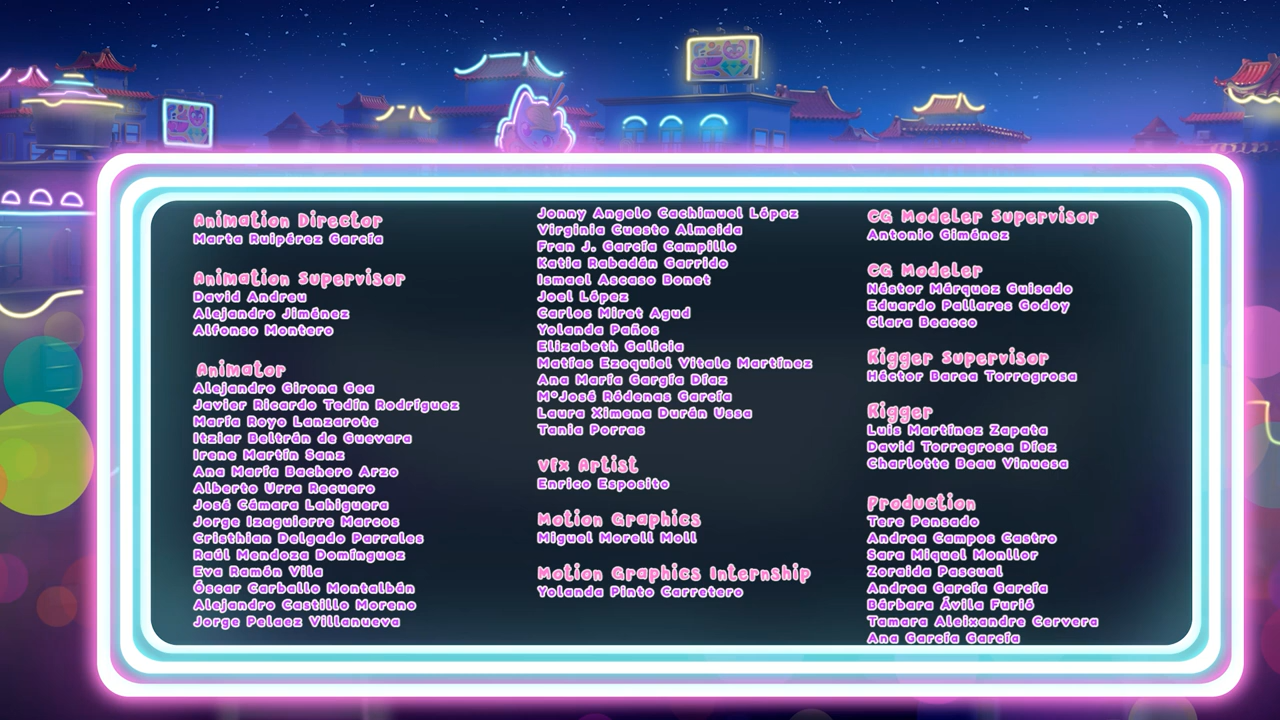 Animation Director
Marta Ruipérez García
Animation Supervisor
David Andreu
Alejandro Jiménez
Alfonso Montero
Animator
Alejandro Girona Gea
Javier Ricardo Tedín Rodríguez
María Royo Lanzarote
Itziar Beltrán de Guevara
Irene Martín Sanz
Ana María Bachero Arzo
Alberto Urra Recuero
José Cámara Lahiguera
Jorge Izaguierre Marcos
Cristhian Delgado Parrales
Raúl Mendoza Domínguez
Eva Ramón Vila
Óscar Carballo Montalbán
Alejandro Castillo Moreno
Jorge Pelaez Villanueva
Jonny Angelo Cachimuel López
Virginia Cuesto Almeida
Fran J. García Campillo
Katia Rabadán Garrido
Ismael Ascaso Bonet
Joel López
Carlos Miret Agud
Yolanda Paños
Elizabeth Galicia
Matías Ezequiel Vitale Martínez
Ana María Gargía Díaz
MºJosé Ródenas García
Laura Ximena Durán Ussa
Tania Porras
Vfx Artist
Enrico Esposito
Motion Graphics
Miguel Morell Moll
Motion Graphics Internship
Yolanda Pinto Carretero
CG Modeler Supervisor
Antonio Giménez
CG Modeler
Néstor Márquez Guisado
Eduardo Pallares Godoy
Clara Beacco
Rigger Supervisor
Héctor Barea Torregrosa
Rigger
Luis Martínez Zapata
David Torregrosa Díez
Charlotte Beau Vinuesa
Production
Tere Pensado
Andrea Campos Castro
Sara Miquel Monllor
Zoraida Pascual
Andrea García García
Bárbara Ávila Furió
Tamara Aleixandre Cervera
Ana García García